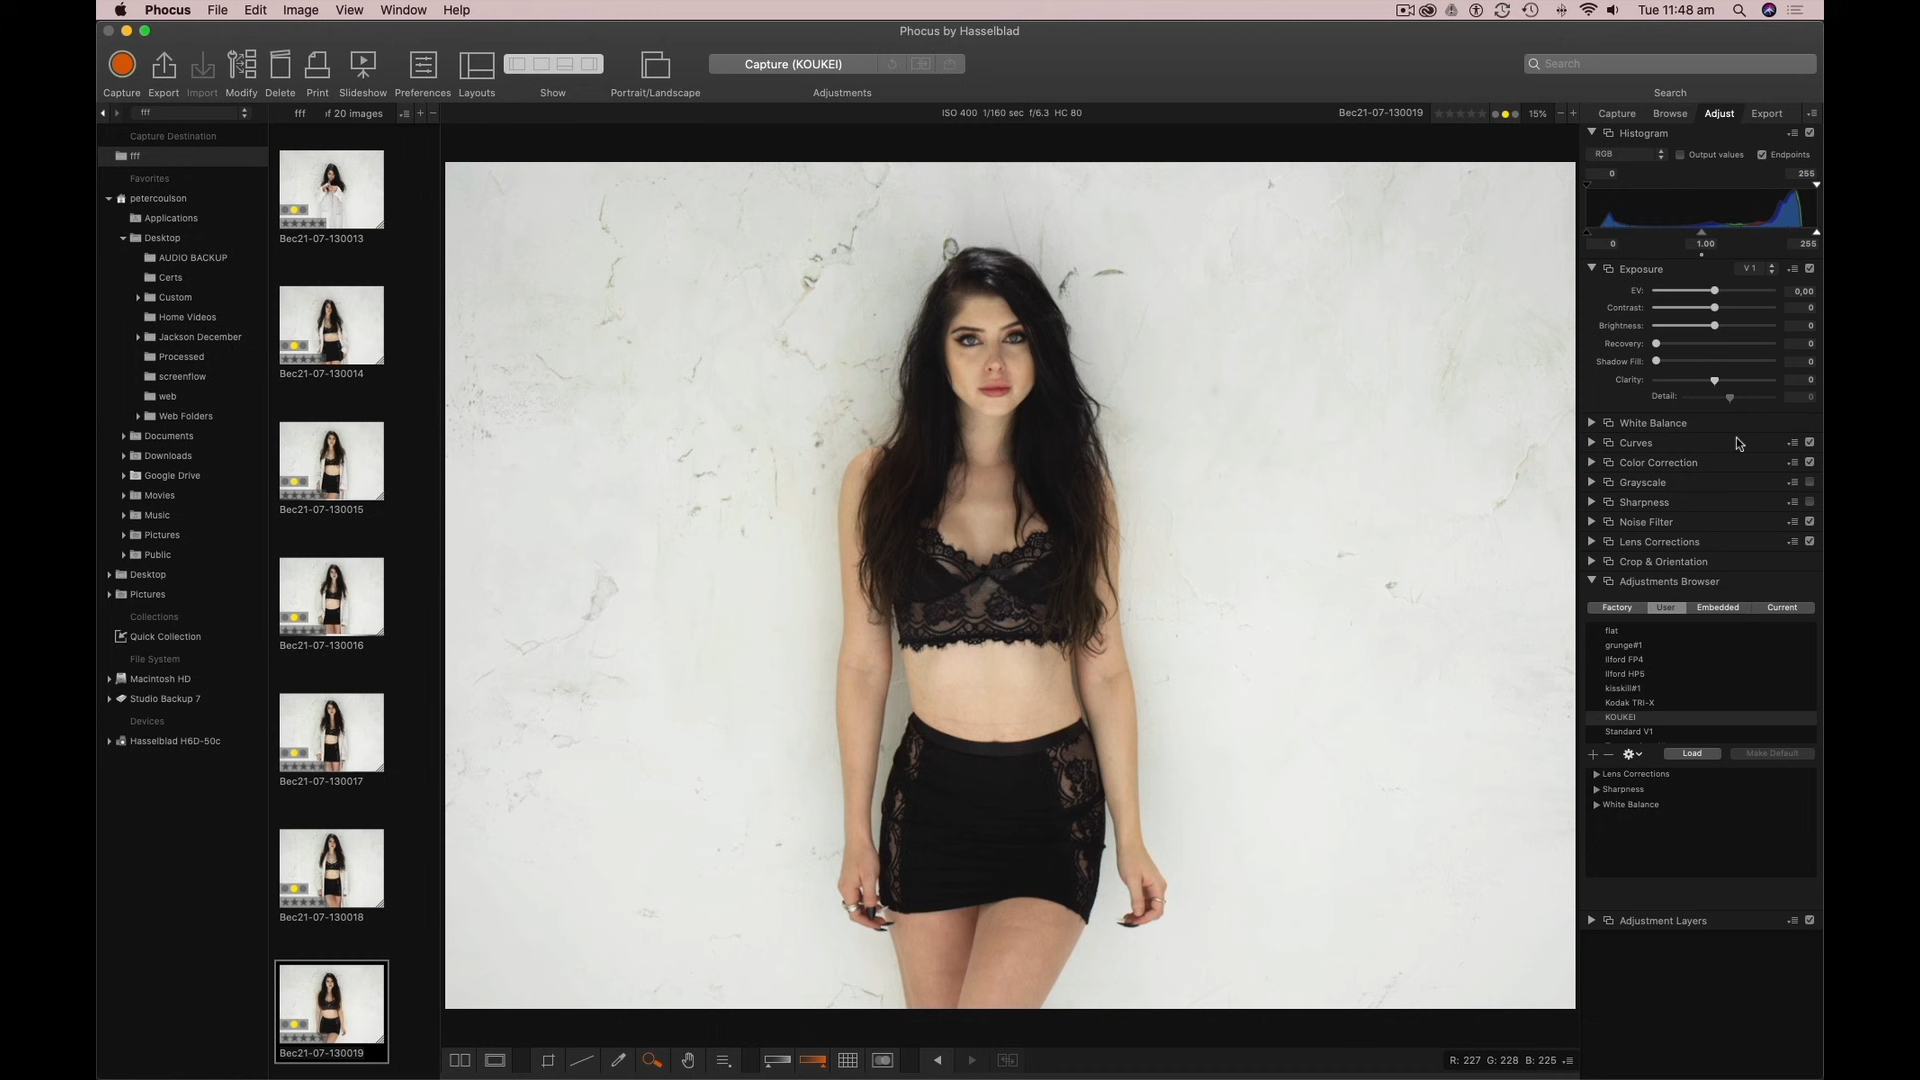 Phocus File Edit Image View Window Help
Tue 11:48 am
Phocus by Hasselblad
Capture (KOUKEI)
Search
Capture Export Import Modify Delete Print Slideshow Preferences Layouts Show Portrait/Landscape Adjustments Search
fff
fff of 20 images
ISO 400 1/160 sec f/6.3 HC 80
Bec21-07-130019
15%
Capture Browse Adjust Export
Capture Destination
fff
Favorites
petercoulson
Applications
Desktop
AUDIO BACKUP
Certs
Custom
Home Videos
Jackson December
Processed
screenflow
web
Web Folders
Documents
Downloads
Google Drive
Movies
Music
Pictures
Public
Desktop
Pictures
Collections
Quick Collection
File System
Macintosh HD
Studio Backup 7
Devices
Hasselblad H6D-50c
Bec21-07-130013
Bec21-07-130014
Bec21-07-130015
Bec21-07-130016
Bec21-07-130017
Bec21-07-130018
Bec21-07-130019
Histogram
RGB Output values Endpoints
0 255
0 1.00 255
Exposure V 1
EV: 0,00
Contrast: 0
Brightness: 0
Recovery: 0
Shadow Fill: 0
Clarity: 0
Detail: 0
White Balance
Curves
Color Correction
Grayscale
Sharpness
Noise Filter
Lens Corrections
Crop & Orientation
Adjustments Browser
Factory User Embedded Current
flat
grunge#1
Ilford FP4
Ilford HP5
kisskill#1
Kodak TRI-X
KOUKEI
Standard V1
Load Make Default
Lens Corrections
Sharpness
White Balance
Adjustment Layers
R: 227 G: 228 B: 225